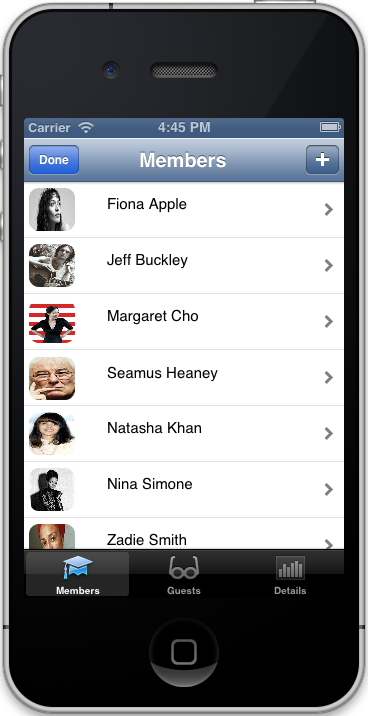 Carrier 4:45 PM
Done Members +
Fiona Apple
Jeff Buckley
Margaret Cho
Seamus Heaney
Natasha Khan
Nina Simone
Zadie Smith
Members Guests Details